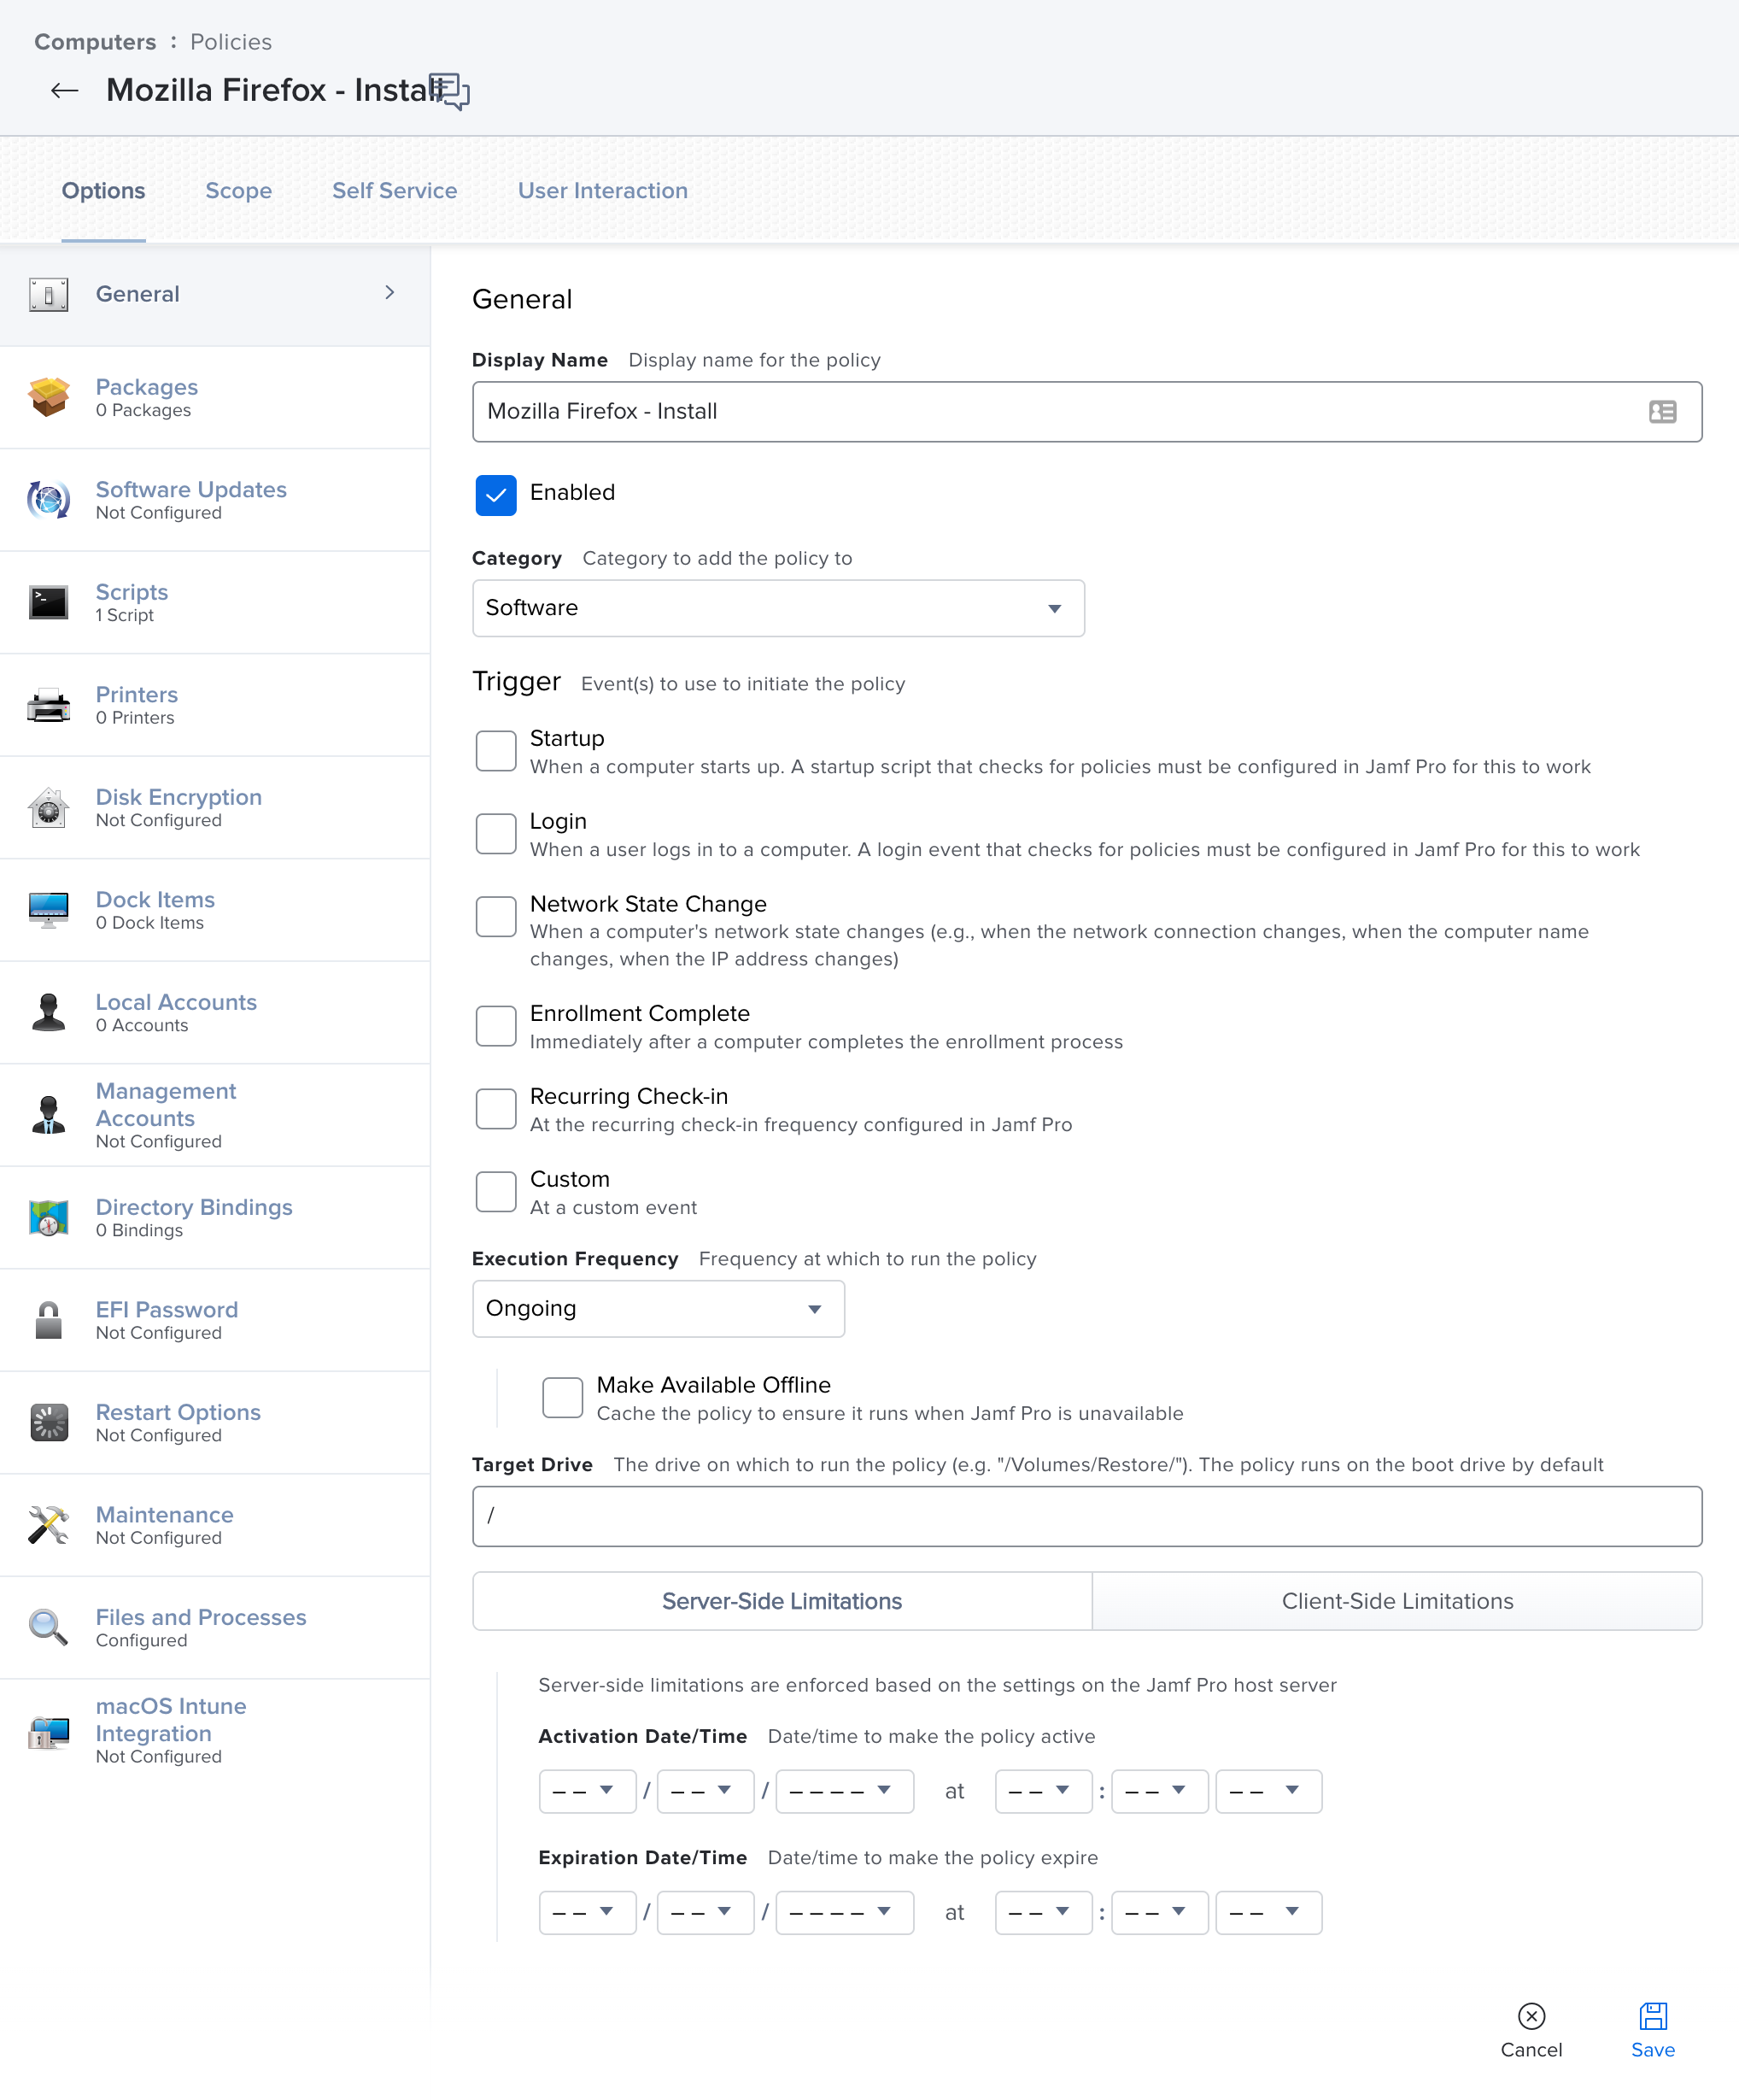 Computers : Policies
← Mozilla Firefox - Install
Options Scope Self Service User Interaction
General
Packages
0 Packages
Software Updates
Not Configured
Scripts
1 Script
Printers
0 Printers
Disk Encryption
Not Configured
Dock Items
0 Dock Items
Local Accounts
0 Accounts
Management
Accounts
Not Configured
Directory Bindings
0 Bindings
EFI Password
Not Configured
Restart Options
Not Configured
Maintenance
Not Configured
Files and Processes
Configured
macOS Intune
Integration
Not Configured
General
Display Name Display name for the policy
Mozilla Firefox - Install
Enabled
Category Category to add the policy to
Software
Trigger Event(s) to use to initiate the policy
Startup
When a computer starts up. A startup script that checks for policies must be configured in Jamf Pro for this to work
Login
When a user logs in to a computer. A login event that checks for policies must be configured in Jamf Pro for this to work
Network State Change
When a computer's network state changes (e.g., when the network connection changes, when the computer name
changes, when the IP address changes)
Enrollment Complete
Immediately after a computer completes the enrollment process
Recurring Check-in
At the recurring check-in frequency configured in Jamf Pro
Custom
At a custom event
Execution Frequency Frequency at which to run the policy
Ongoing
Make Available Offline
Cache the policy to ensure it runs when Jamf Pro is unavailable
Target Drive The drive on which to run the policy (e.g. "/Volumes/Restore/"). The policy runs on the boot drive by default
/
Server-Side Limitations Client-Side Limitations
Server-side limitations are enforced based on the settings on the Jamf Pro host server
Activation Date/Time Date/time to make the policy active
-- / -- / ---- at -- : -- --
Expiration Date/Time Date/time to make the policy expire
-- / -- / ---- at -- : -- --
Cancel Save